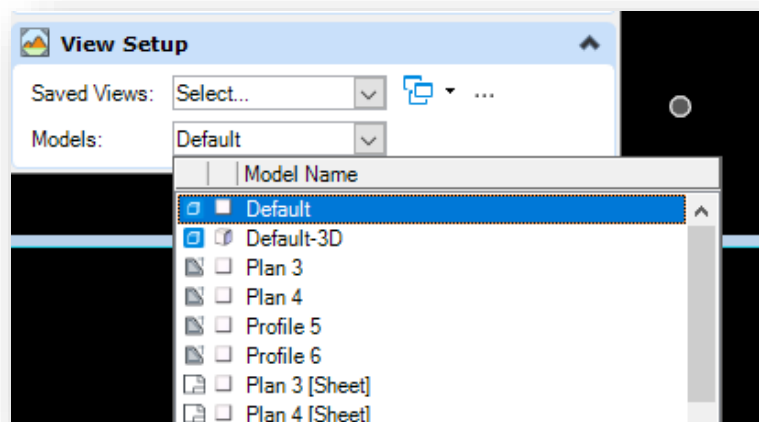 View Setup
Saved Views: Select... ...
Models: Default
Model Name
Default
Default-3D
Plan 3
Plan 4
Profile 5
Profile 6
Plan 3 [Sheet]
Plan 4 [Sheet]